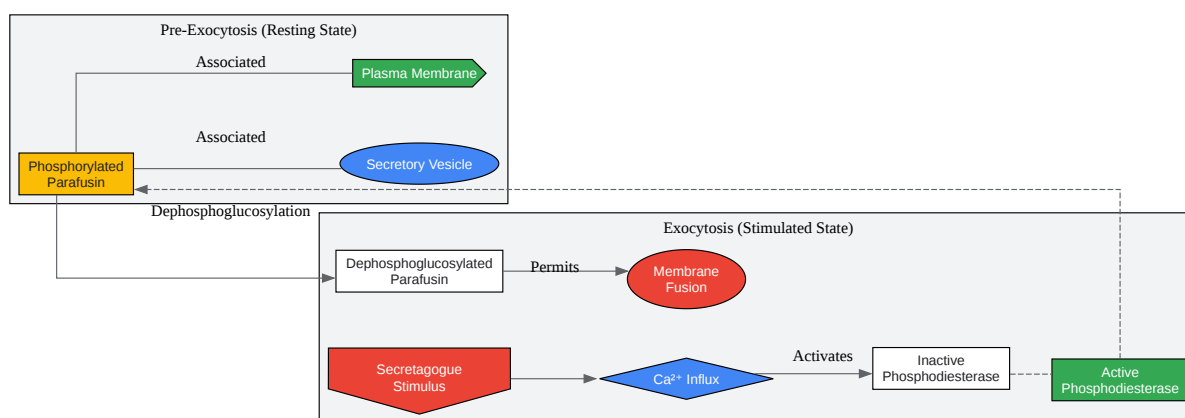 Pre-Exocytosis (Resting State)
Associated
Plasma Membrane
Associated
Phosphorylated
Parafusin
Secretory Vesicle
Dephosphoglucosylation
Exocytosis (Stimulated State)
Dephosphoglucosylated
Parafusin
Permits
Membrane
Fusion
Secretagogue
Stimulus
Ca²⁺ Influx
Activates
Inactive
Phosphodiesterase
Active
Phosphodiesterase